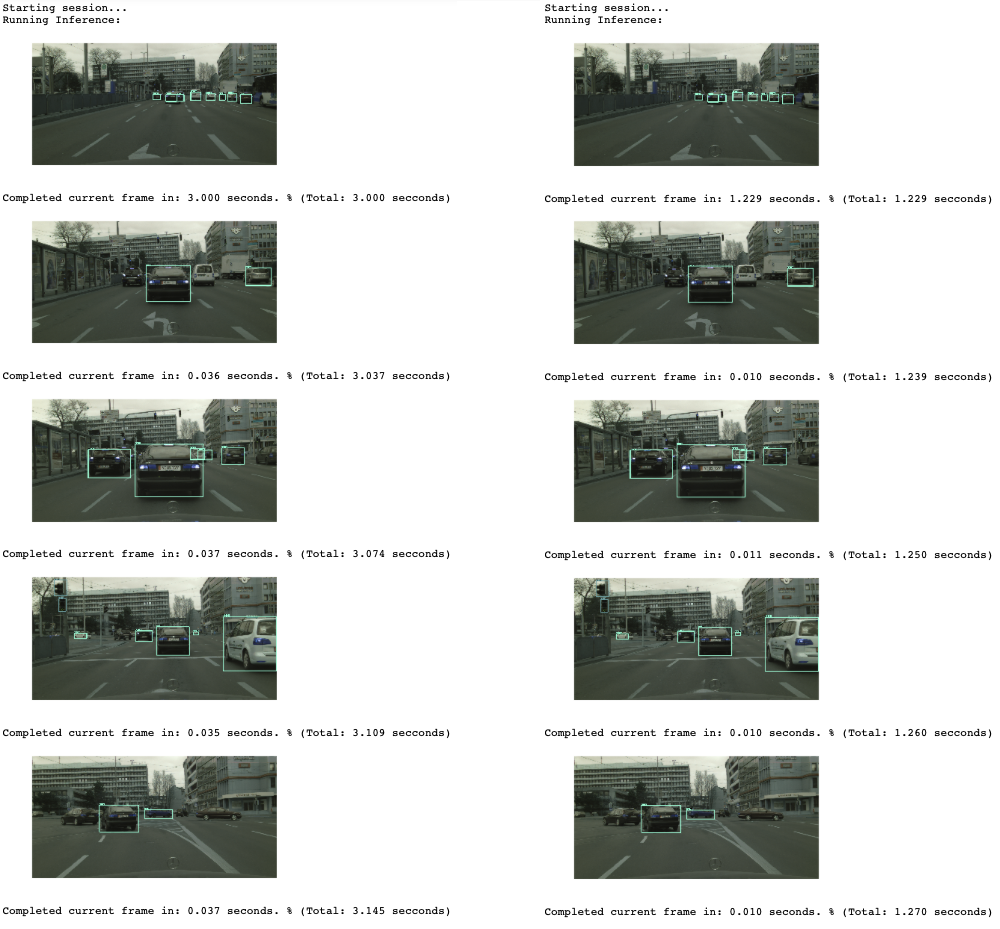 Starting session...
Running Inference:
Completed current frame in: 3.000 seconds. % (Total: 3.000 secconds)
Completed current frame in: 0.036 seconds. % (Total: 3.037 secconds)
Completed current frame in: 0.037 seconds. % (Total: 3.074 secconds)
Completed current frame in: 0.035 seconds. % (Total: 3.109 secconds)
Completed current frame in: 0.037 seconds. % (Total: 3.145 secconds)
Starting session...
Running Inference:
Completed current frame in: 1.229 seconds. % (Total: 1.229 secconds)
Completed current frame in: 0.010 seconds. % (Total: 1.239 secconds)
Completed current frame in: 0.011 seconds. % (Total: 1.250 secconds)
Completed current frame in: 0.010 seconds. % (Total: 1.260 secconds)
Completed current frame in: 0.010 seconds. % (Total: 1.270 secconds)